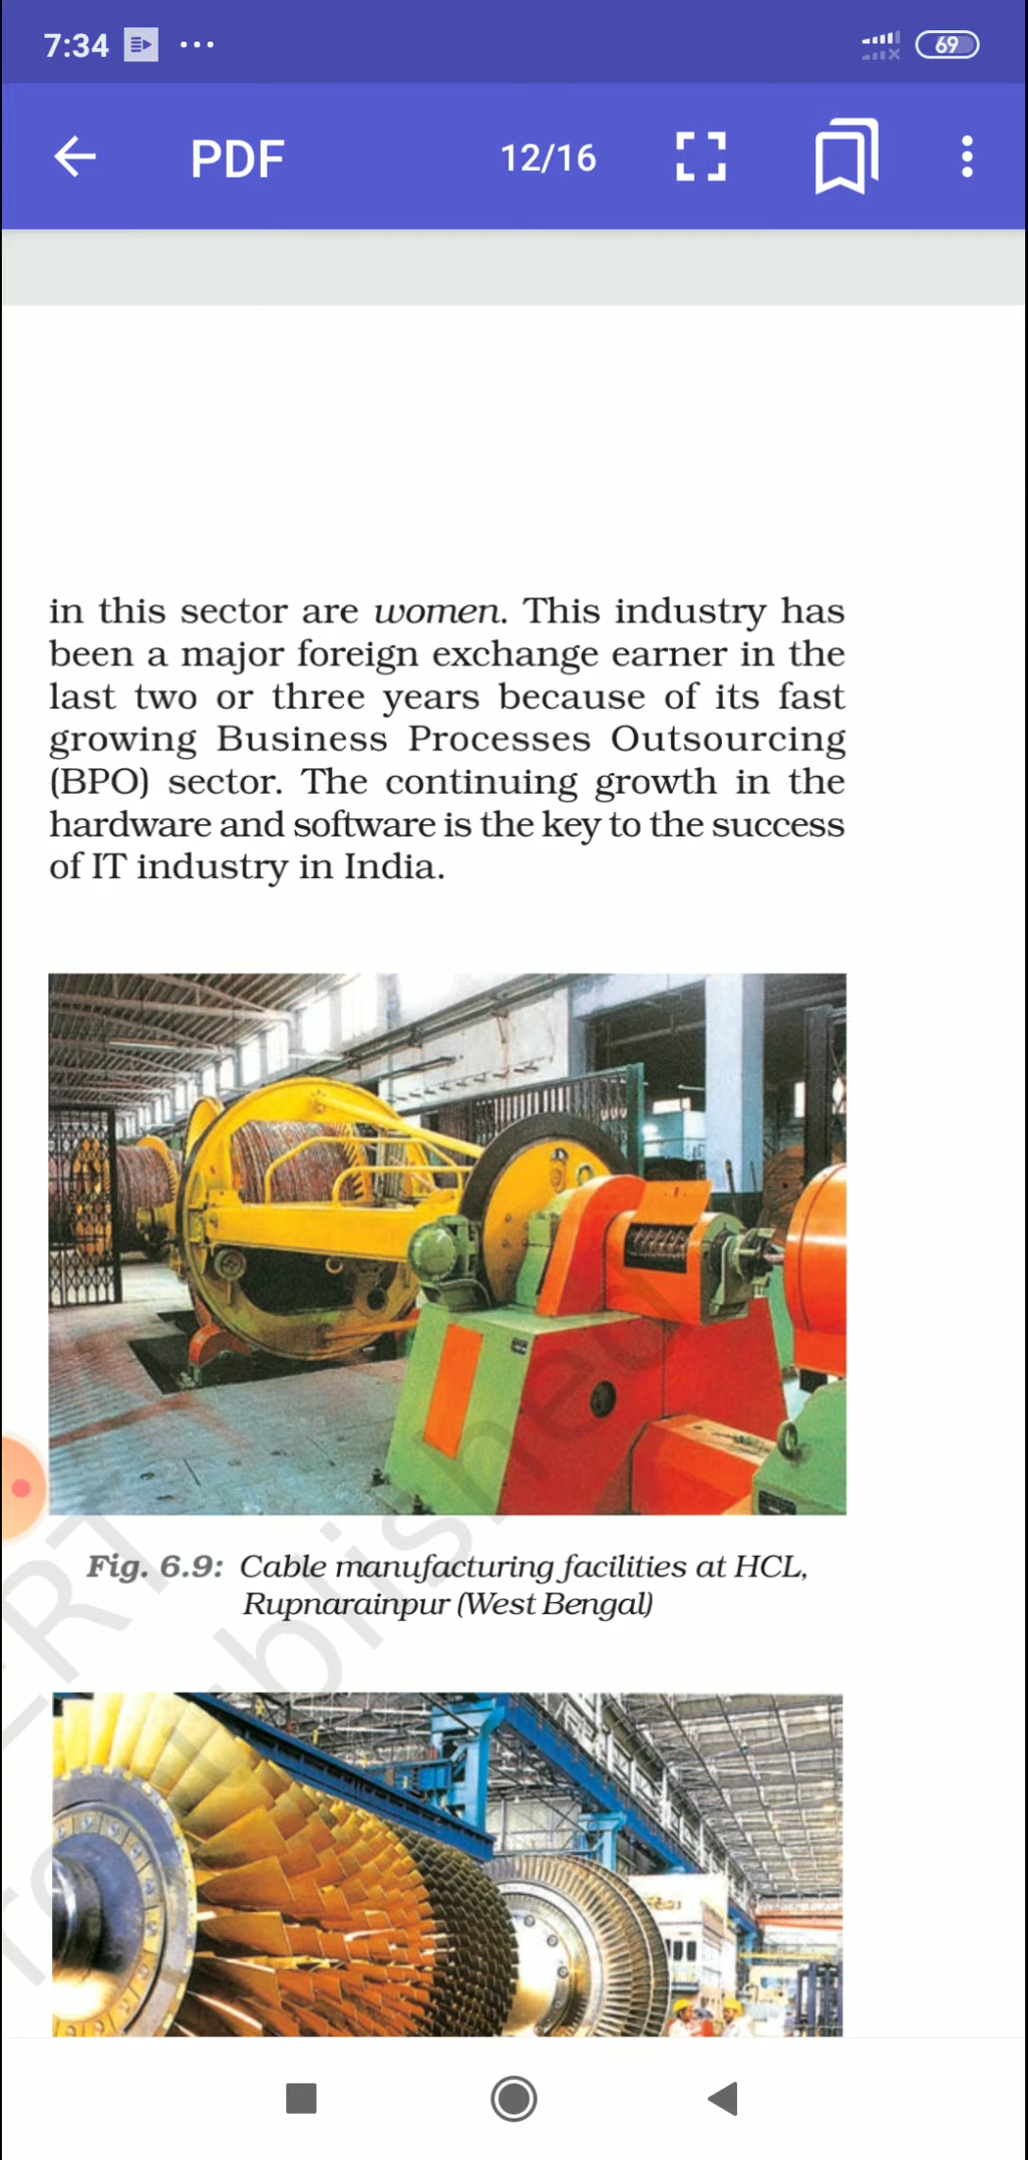 7:34
69
PDF
12/16
in this sector are women. This industry has
been a major foreign exchange earner in the
last two or three years because of its fast
growing Business Processes Outsourcing
(BPO) sector. The continuing growth in the
hardware and software is the key to the success
of IT industry in India.
Fig. 6.9: Cable manufacturing facilities at HCL,
Rupnarainpur (West Bengal)